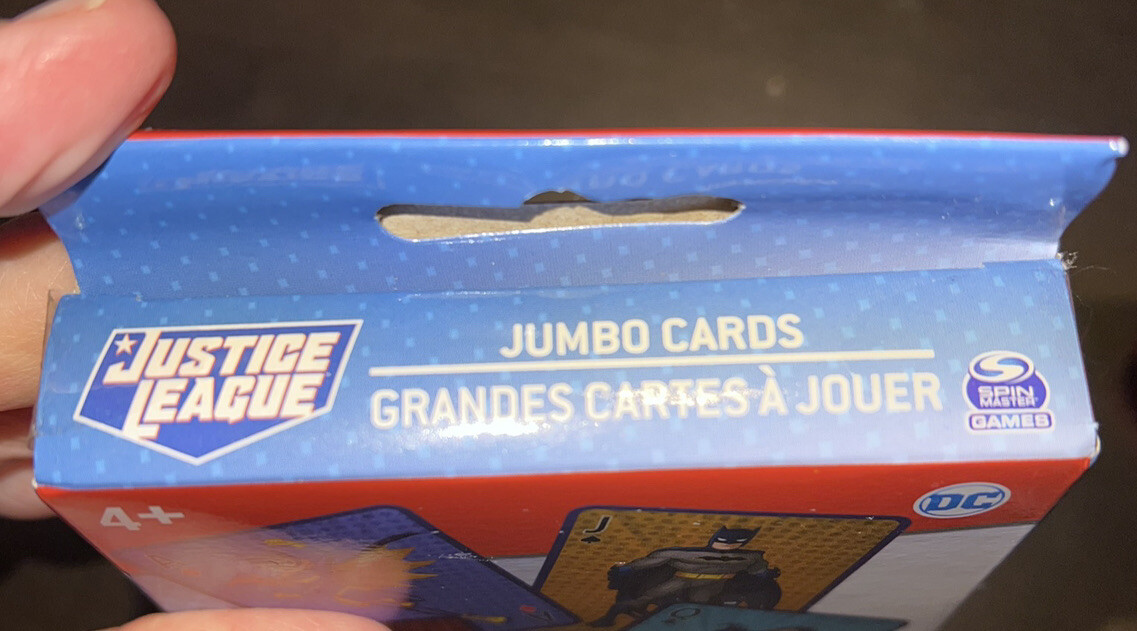 JUSTICE
LEAGUE
JUMBO CARDS
GRANDES CARTES À JOUER
SPIN
MASTER
GAMES
4+
DC
J
Q